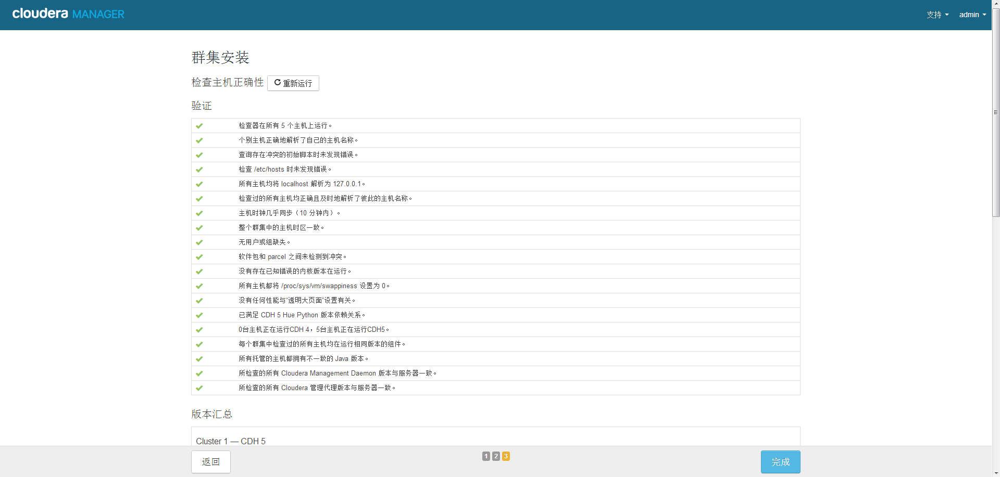 cloudera MANAGER
支持 admin
群集安装
检查主机正确性 重新运行
验证
检查器在所有 5 个主机上运行。
个别主机正确地解析了自己的主机名称。
查询存在冲突的初始脚本时未发现错误。
检查 /etc/hosts 时未发现错误。
所有主机均将 localhost 解析为 127.0.0.1。
检查过的所有主机均正确且及时地解析了彼此的主机名称。
主机时钟几乎同步（10 分钟内）。
整个群集中的主机时区一致。
无用户或组缺失。
软件包和 parcel 之间未检测到冲突。
没有存在已知错误的内核版本在运行。
所有主机都将 /proc/sys/vm/swappiness 设置为 0。
没有任何性能与“透明大页面”设置有关。
已满足 CDH 5 Hue Python 版本依赖关系。
0台主机正在运行CDH 4，5台主机正在运行CDH5。
每个群集中检查过的所有主机均在运行相同版本的组件。
所有托管的主机都拥有不一致的 Java 版本。
所检查的所有 Cloudera Management Daemon 版本与服务器一致。
所检查的所有 Cloudera 管理代理版本与服务器一致。
版本汇总
Cluster 1 — CDH 5
返回 1 2 3 完成